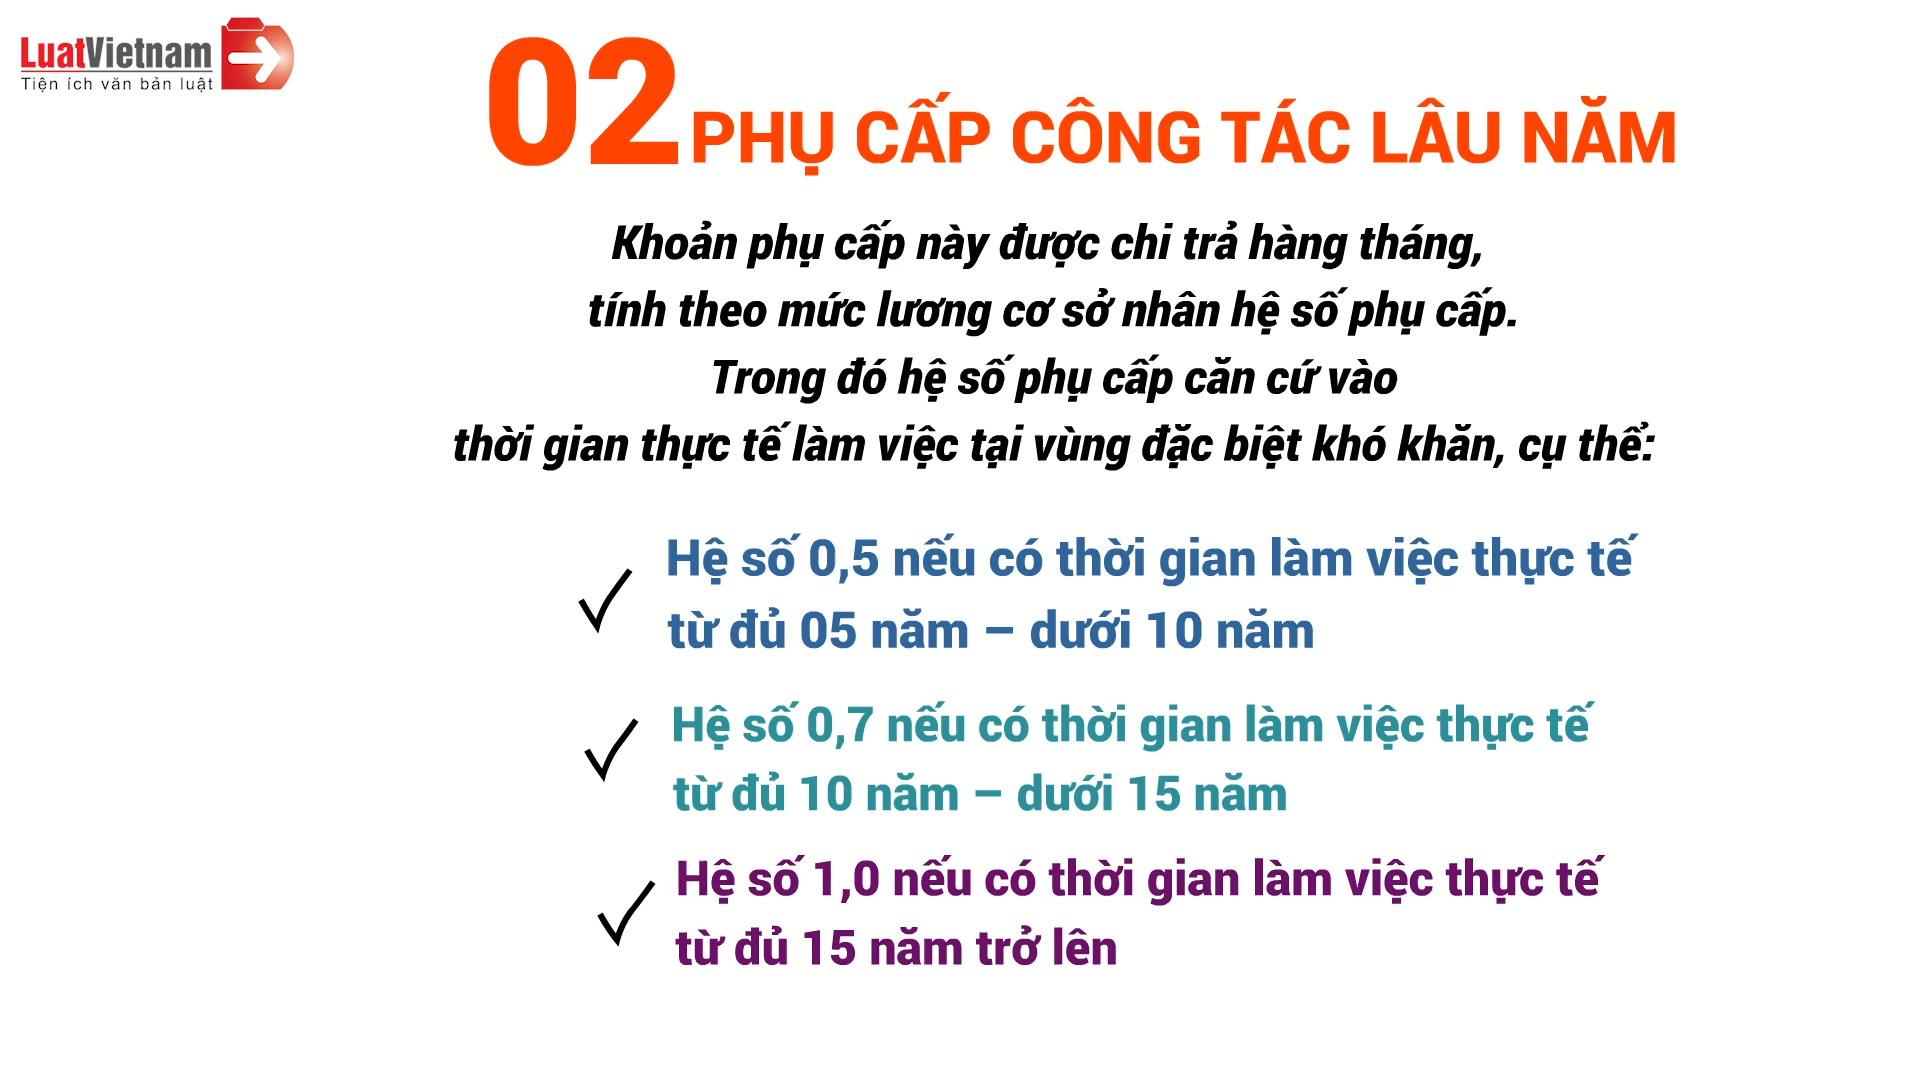 LuatVietnam
Tiện ích văn bản luật
02 PHỤ CẤP CÔNG TÁC LÂU NĂM
Khoản phụ cấp này được chi trả hàng tháng,
tính theo mức lương cơ sở nhân hệ số phụ cấp.
Trong đó hệ số phụ cấp căn cứ vào
thời gian thực tế làm việc tại vùng đặc biệt khó khăn, cụ thể:
Hệ số 0,5 nếu có thời gian làm việc thực tế
từ đủ 05 năm – dưới 10 năm
Hệ số 0,7 nếu có thời gian làm việc thực tế
từ đủ 10 năm – dưới 15 năm
Hệ số 1,0 nếu có thời gian làm việc thực tế
từ đủ 15 năm trở lên